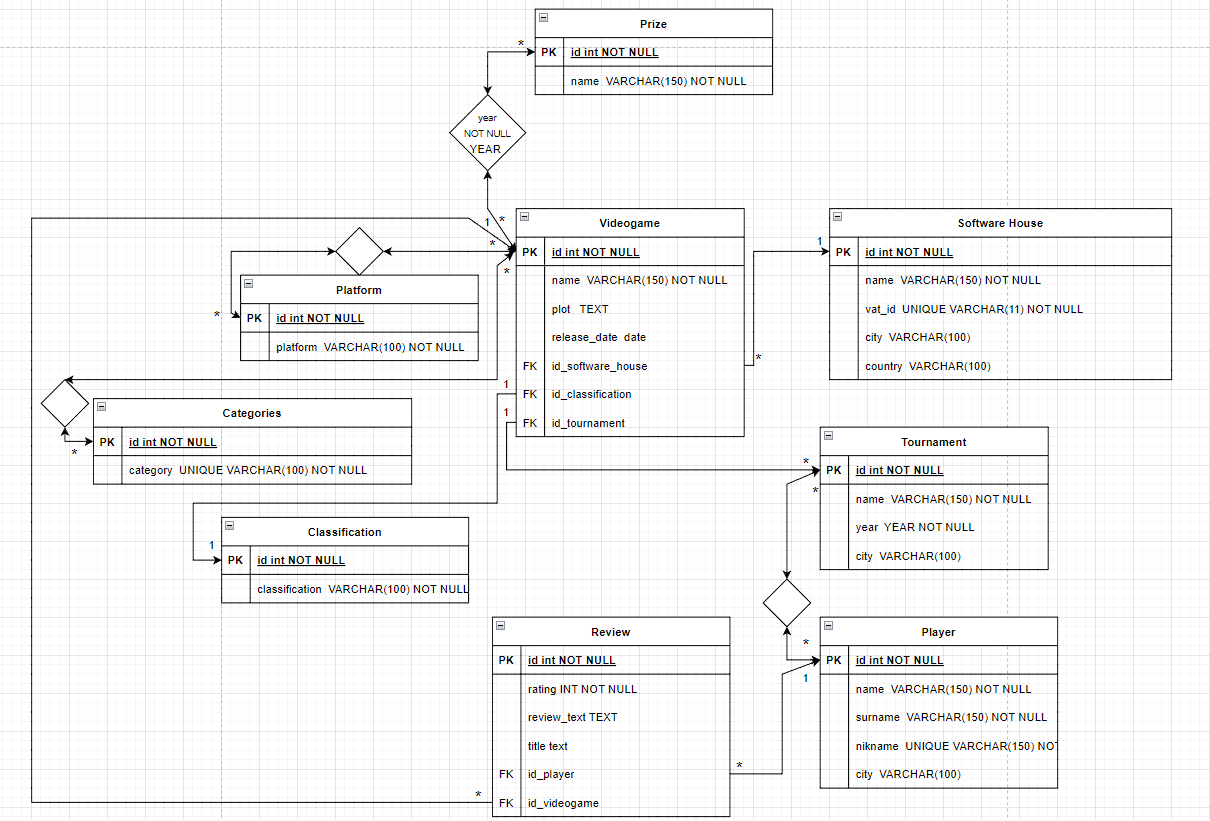 Prize
PK id int NOT NULL
name VARCHAR(150) NOT NULL
*
year
NOT NULL
YEAR
*
1
*
*
Videogame
PK id int NOT NULL
name VARCHAR(150) NOT NULL
plot TEXT
release_date date
FK id_software_house
FK id_classification
FK id_tournament
*
1
1
1
Software House
PK id int NOT NULL
name VARCHAR(150) NOT NULL
vat_id UNIQUE VARCHAR(11) NOT NULL
city VARCHAR(100)
country VARCHAR(100)
Platform
PK id int NOT NULL
platform VARCHAR(100) NOT NULL
*
Categories
PK id int NOT NULL
category UNIQUE VARCHAR(100) NOT NULL
*
Tournament
PK id int NOT NULL
name VARCHAR(150) NOT NULL
year YEAR NOT NULL
city VARCHAR(100)
*
*
Classification
PK id int NOT NULL
classification VARCHAR(100) NOT NULL
1
Review
PK id int NOT NULL
rating INT NOT NULL
review_text TEXT
title text
FK id_player
FK id_videogame
*
*
Player
PK id int NOT NULL
name VARCHAR(150) NOT NULL
surname VARCHAR(150) NOT NULL
nikname UNIQUE VARCHAR(150) NOT
city VARCHAR(100)
*
1